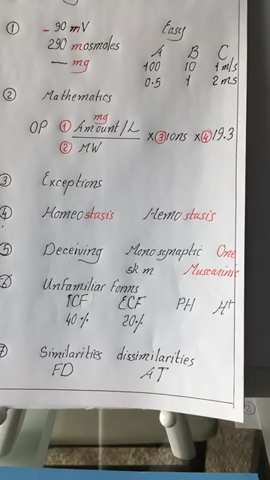 ① - 90 mV Easy
290 mosmoles A B C
mg 100 10 1 m/s
0.5 1 2 ms
② Mathematics
mg
OP ① Amount/L x ③ ions x ④ 19.3
② MW
③ Exceptions
④ Homeostasis Hemostasis
⑤ Deceiving Monosynaptic One
sk m Muscarinic
⑥ Unfamiliar forms
ICF ECF PH H+
40% 20%
⑦ Similarities dissimilarities
FD AT